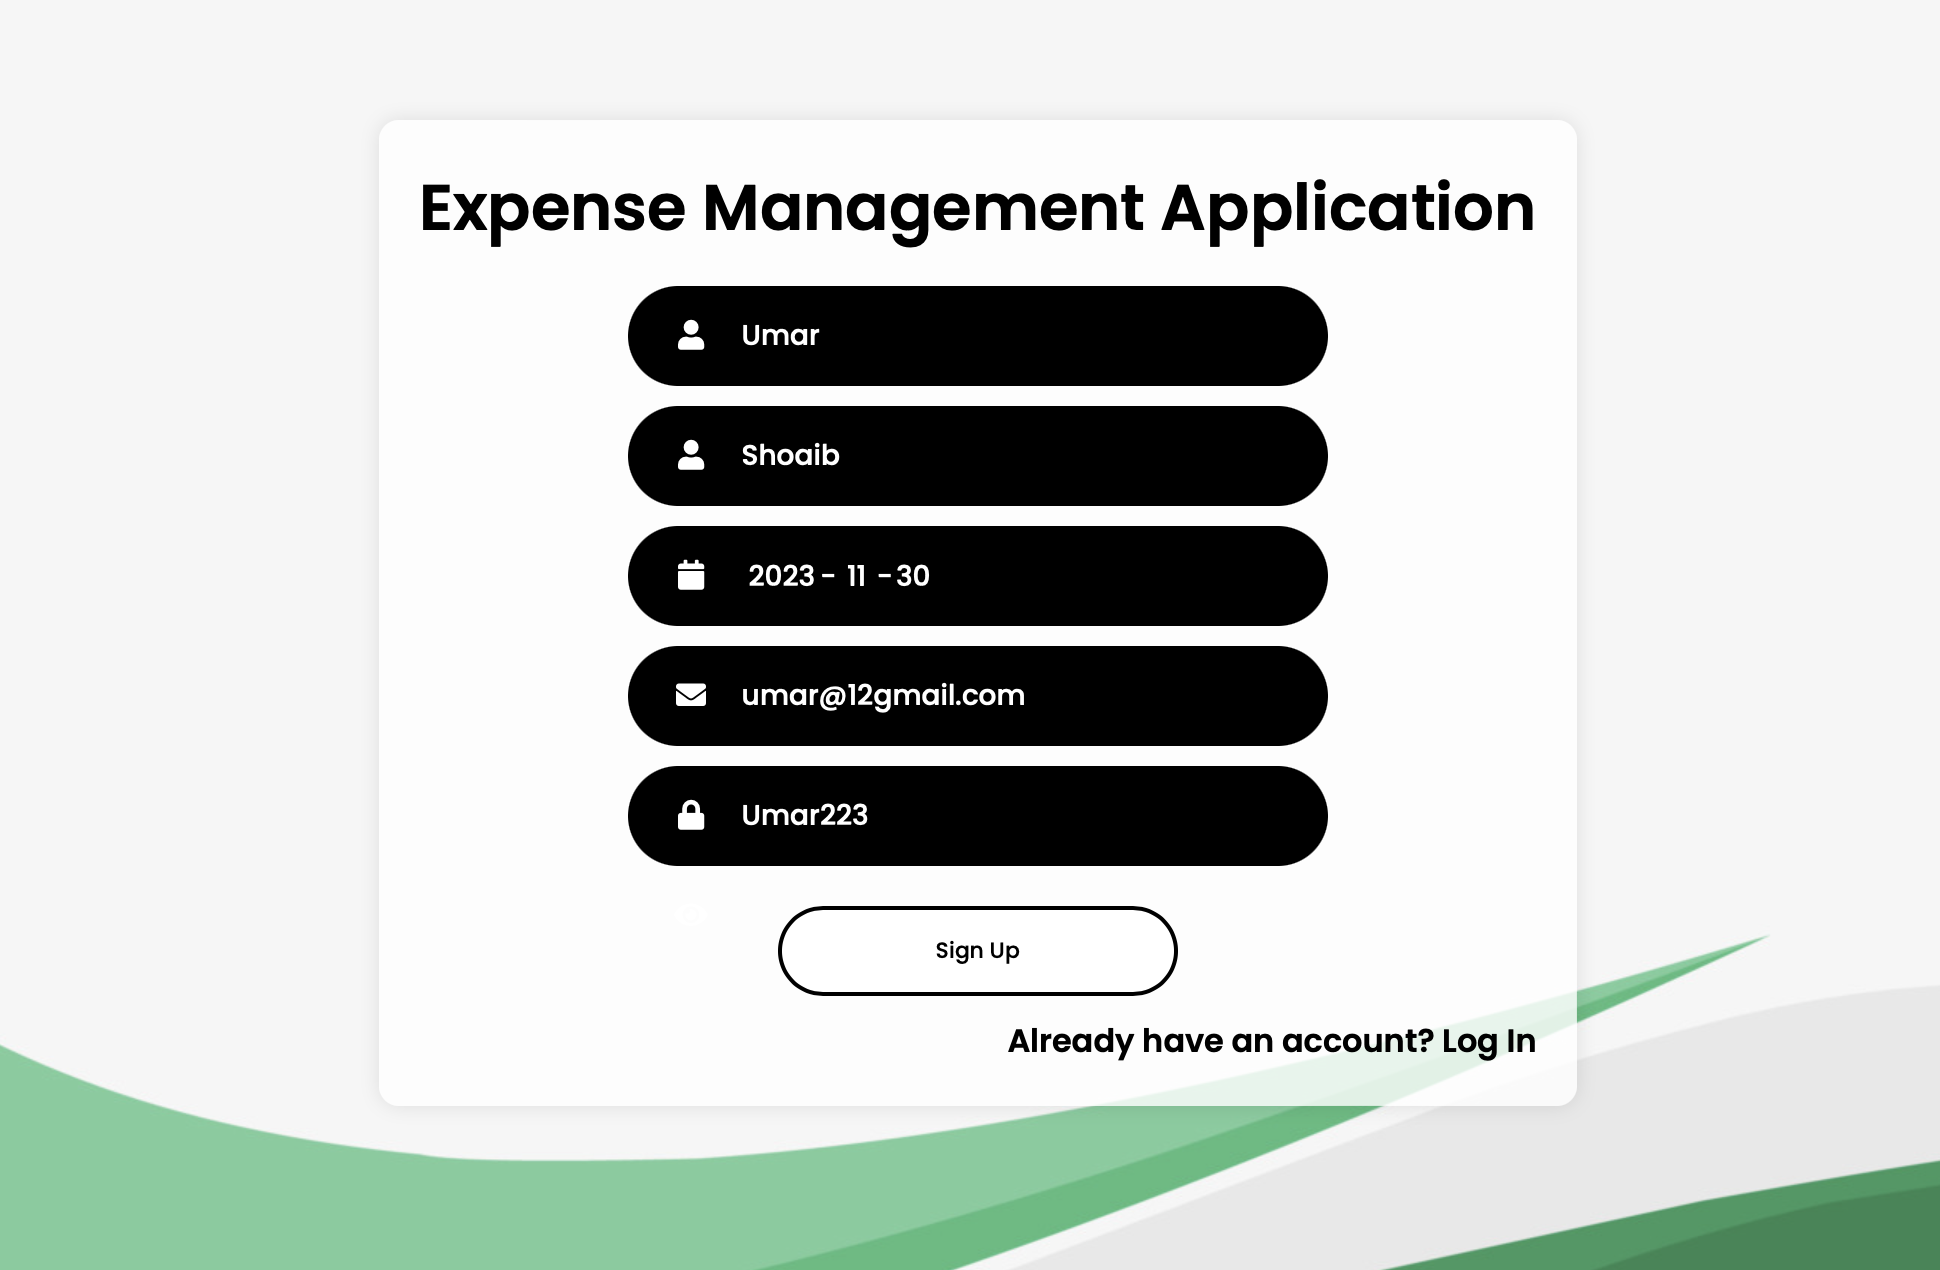 Expense Management Application
Umar
Shoaib
2023 - 11 - 30
umar@12gmail.com
Umar223
Sign Up
Already have an account? Log In